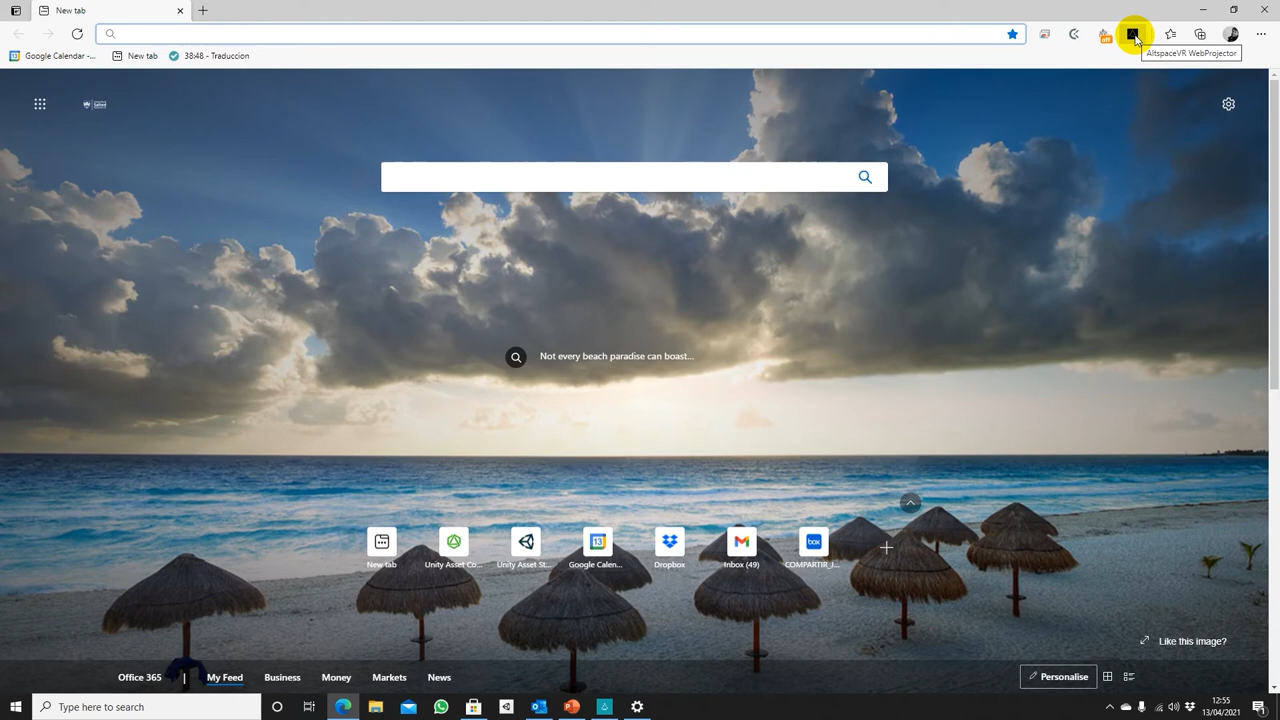 New tab
AltspaceVR WebProjector
Google Calendar -...
New tab
38:48 - Traduccion
Not every beach paradise can boast...
New tab
Unity Asset Co...
Unity Asset St...
Google Calen...
Dropbox
Inbox (49)
box
COMPARTIR_J...
Like this image?
Office 365
My Feed
Business
Money
Markets
News
Personalise
Type here to search
12:55
13/04/2021